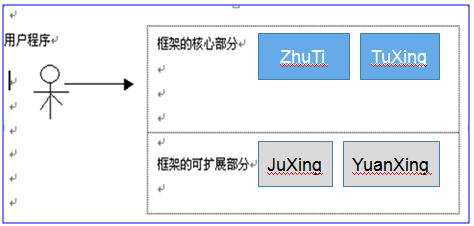 用户程序
框架的核心部分
ZhuTi
TuXing
框架的可扩展部分
JuXing
YuanXing